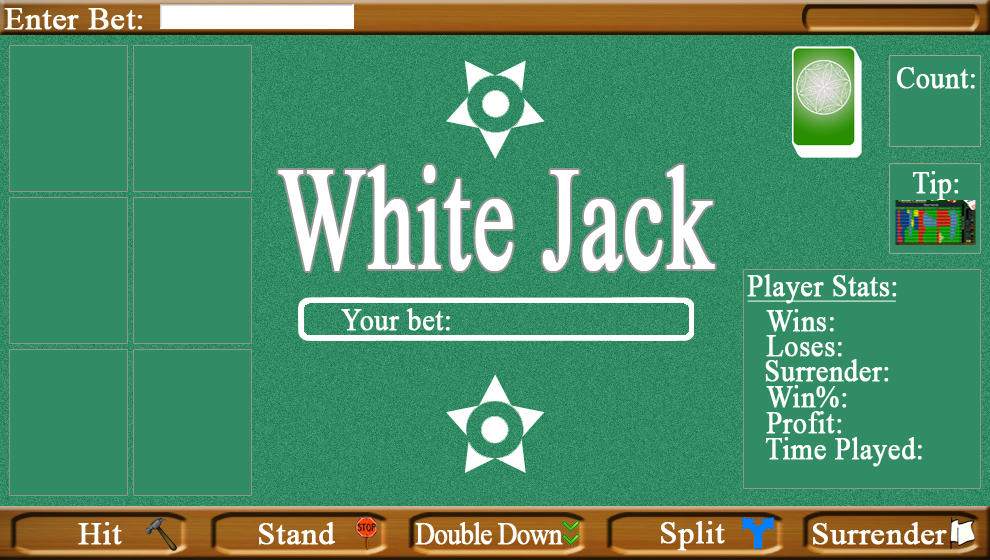 Enter Bet:
Count:
Tip:
White Jack
Your bet:
Player Stats:
Wins:
Loses:
Surrender:
Win%:
Profit:
Time Played:
Hit
Stand
STOP
Double Down
Split
Surrender